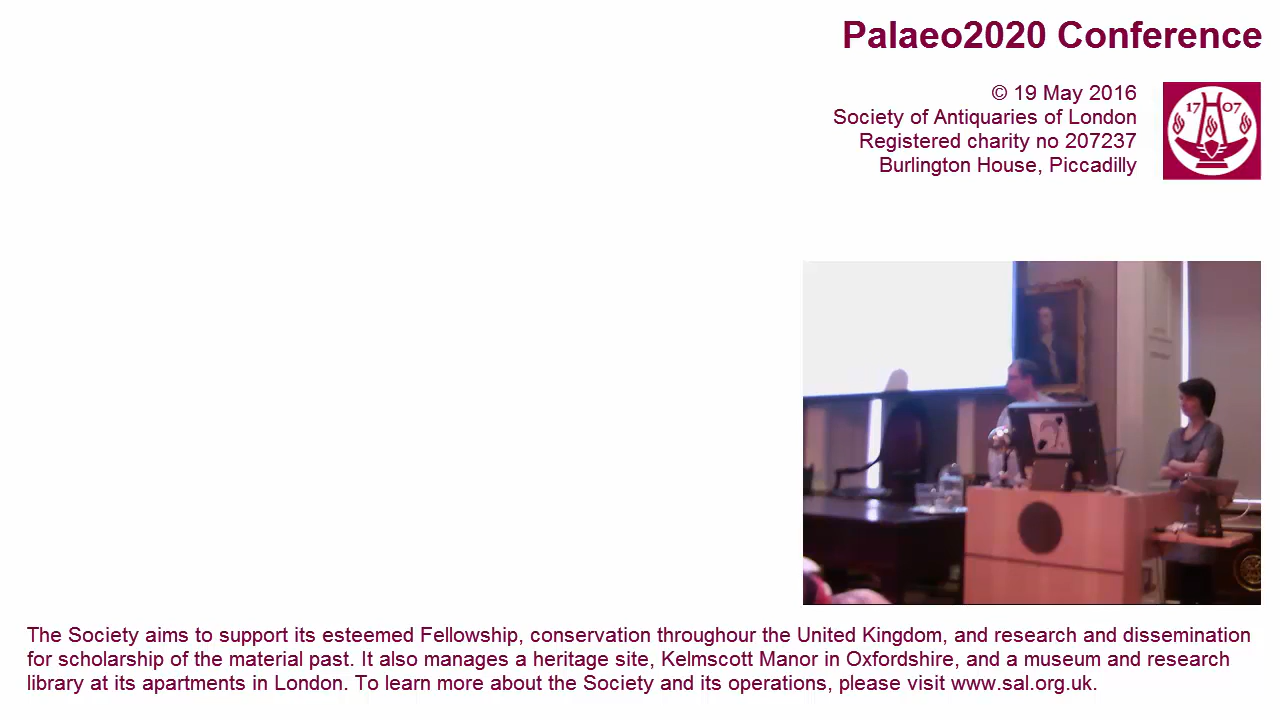 Palaeo2020 Conference
© 19 May 2016
Society of Antiquaries of London
Registered charity no 207237
Burlington House, Piccadilly
17 07
The Society aims to support its esteemed Fellowship, conservation throughour the United Kingdom, and research and dissemination
for scholarship of the material past. It also manages a heritage site, Kelmscott Manor in Oxfordshire, and a museum and research
library at its apartments in London. To learn more about the Society and its operations, please visit www.sal.org.uk.